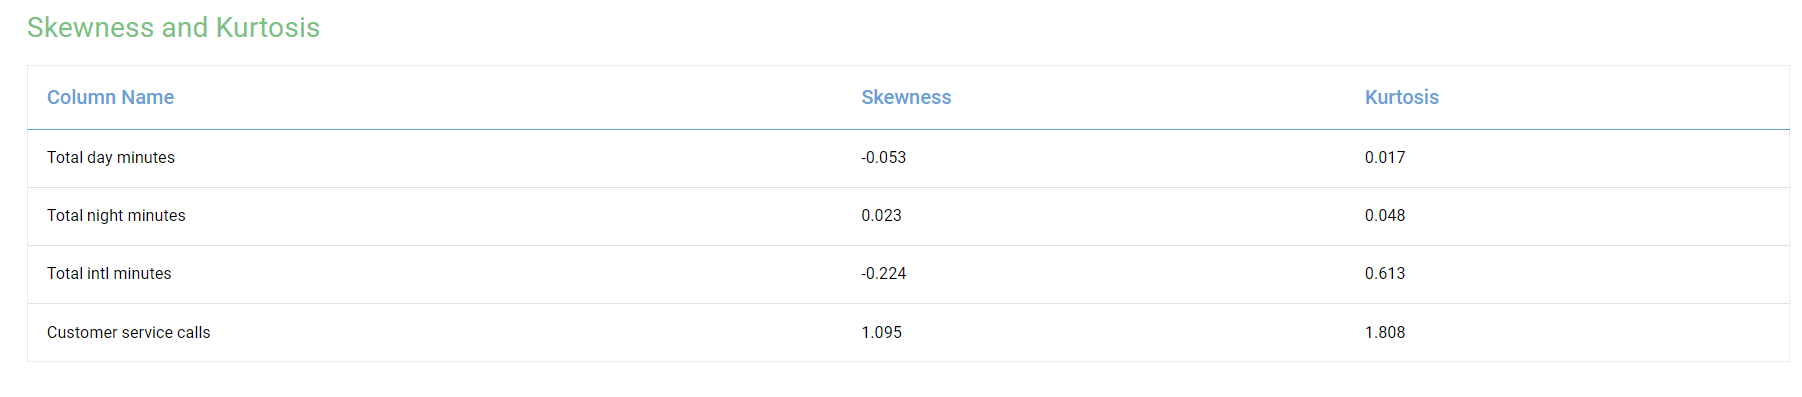 Skewness and Kurtosis
Column Name Skewness Kurtosis
Total day minutes -0.053 0.017
Total night minutes 0.023 0.048
Total intl minutes -0.224 0.613
Customer service calls 1.095 1.808